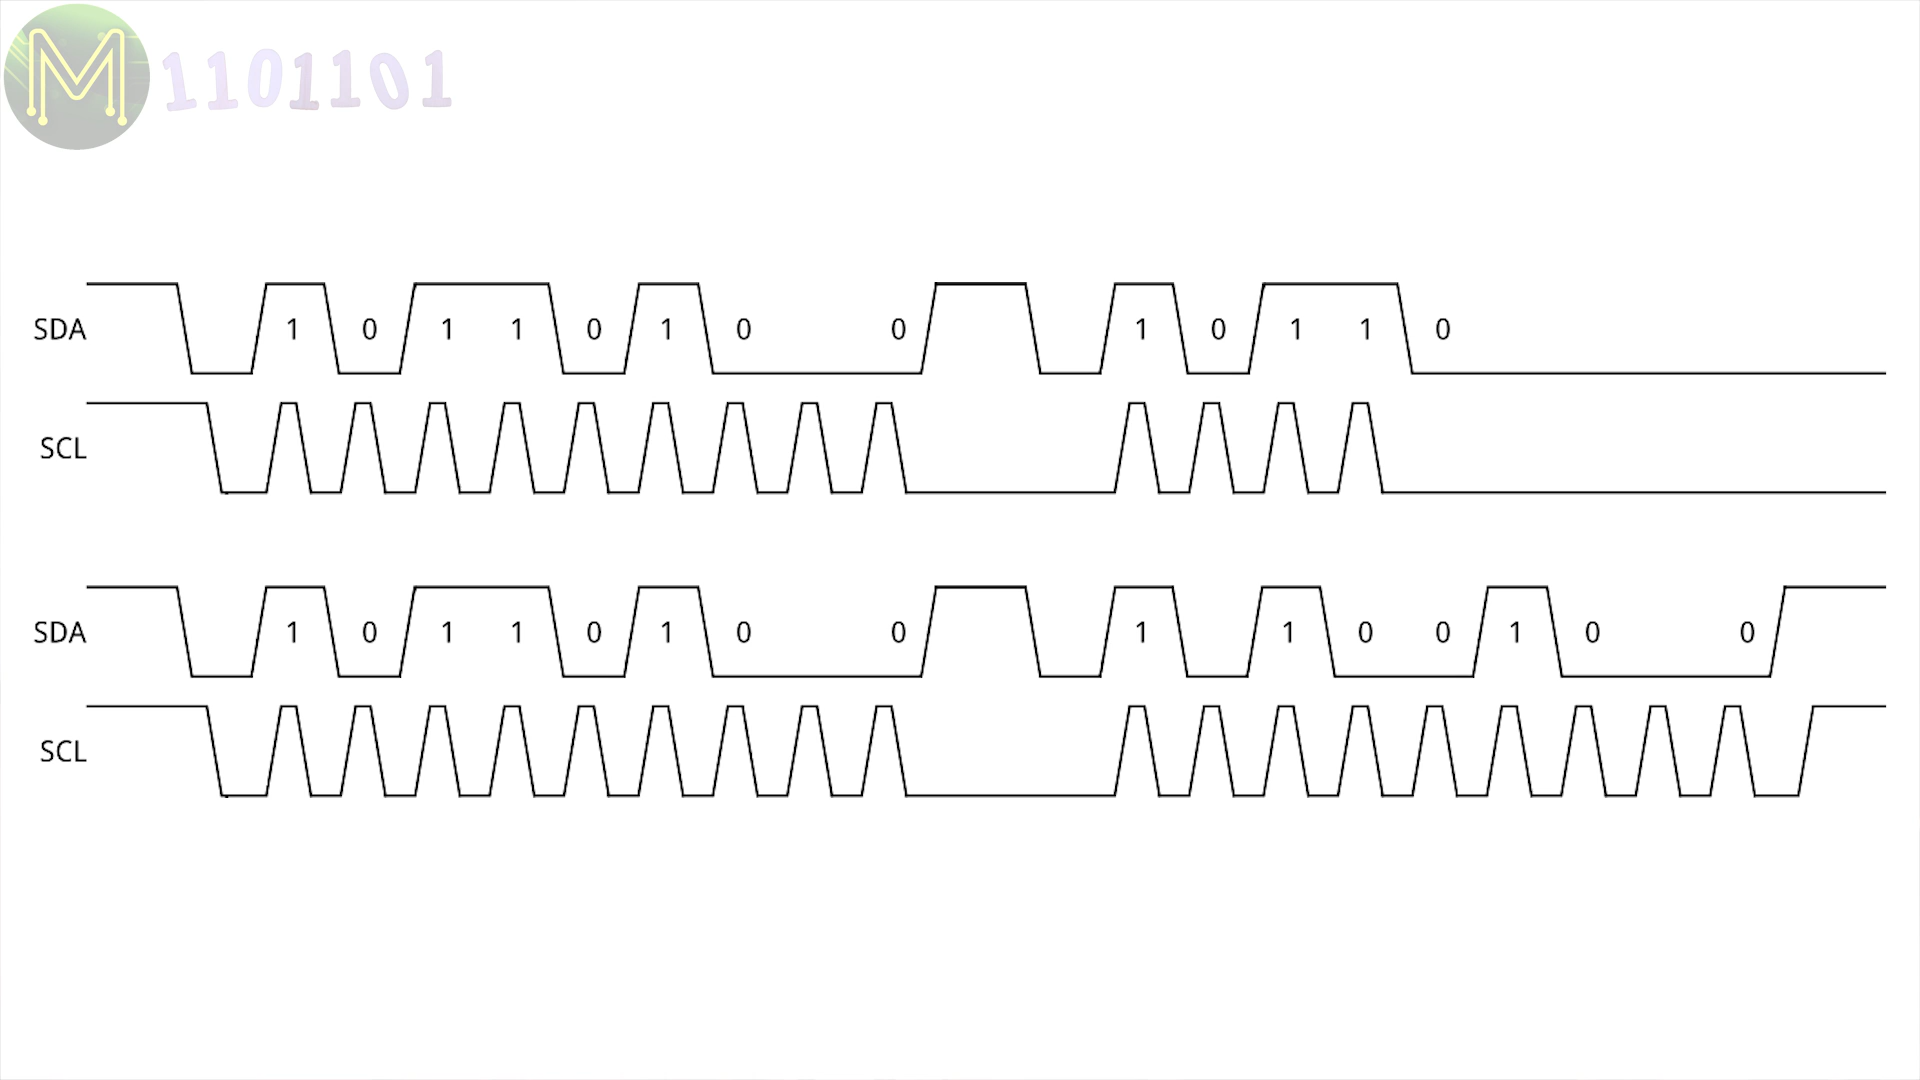 M 1101101
SDA 1 0 1 1 0 1 0 0 1 0 1 1 0
SCL
SDA 1 0 1 1 0 1 0 0 1 1 0 0 1 0 0
SCL